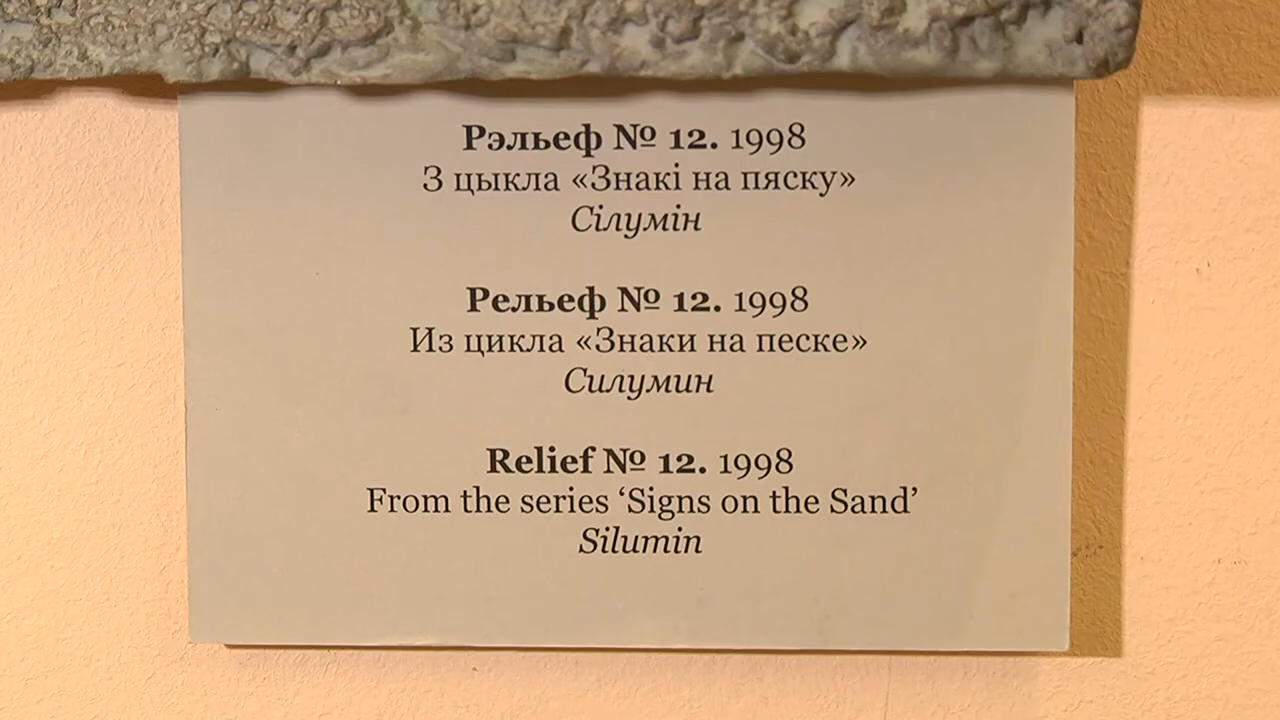 Рэльеф № 12. 1998
З цыкла «Знакі на пяску»
Сілумін
Рельеф № 12. 1998
Из цикла «Знаки на песке»
Силумин
Relief № 12. 1998
From the series ‘Signs on the Sand’
Silumin